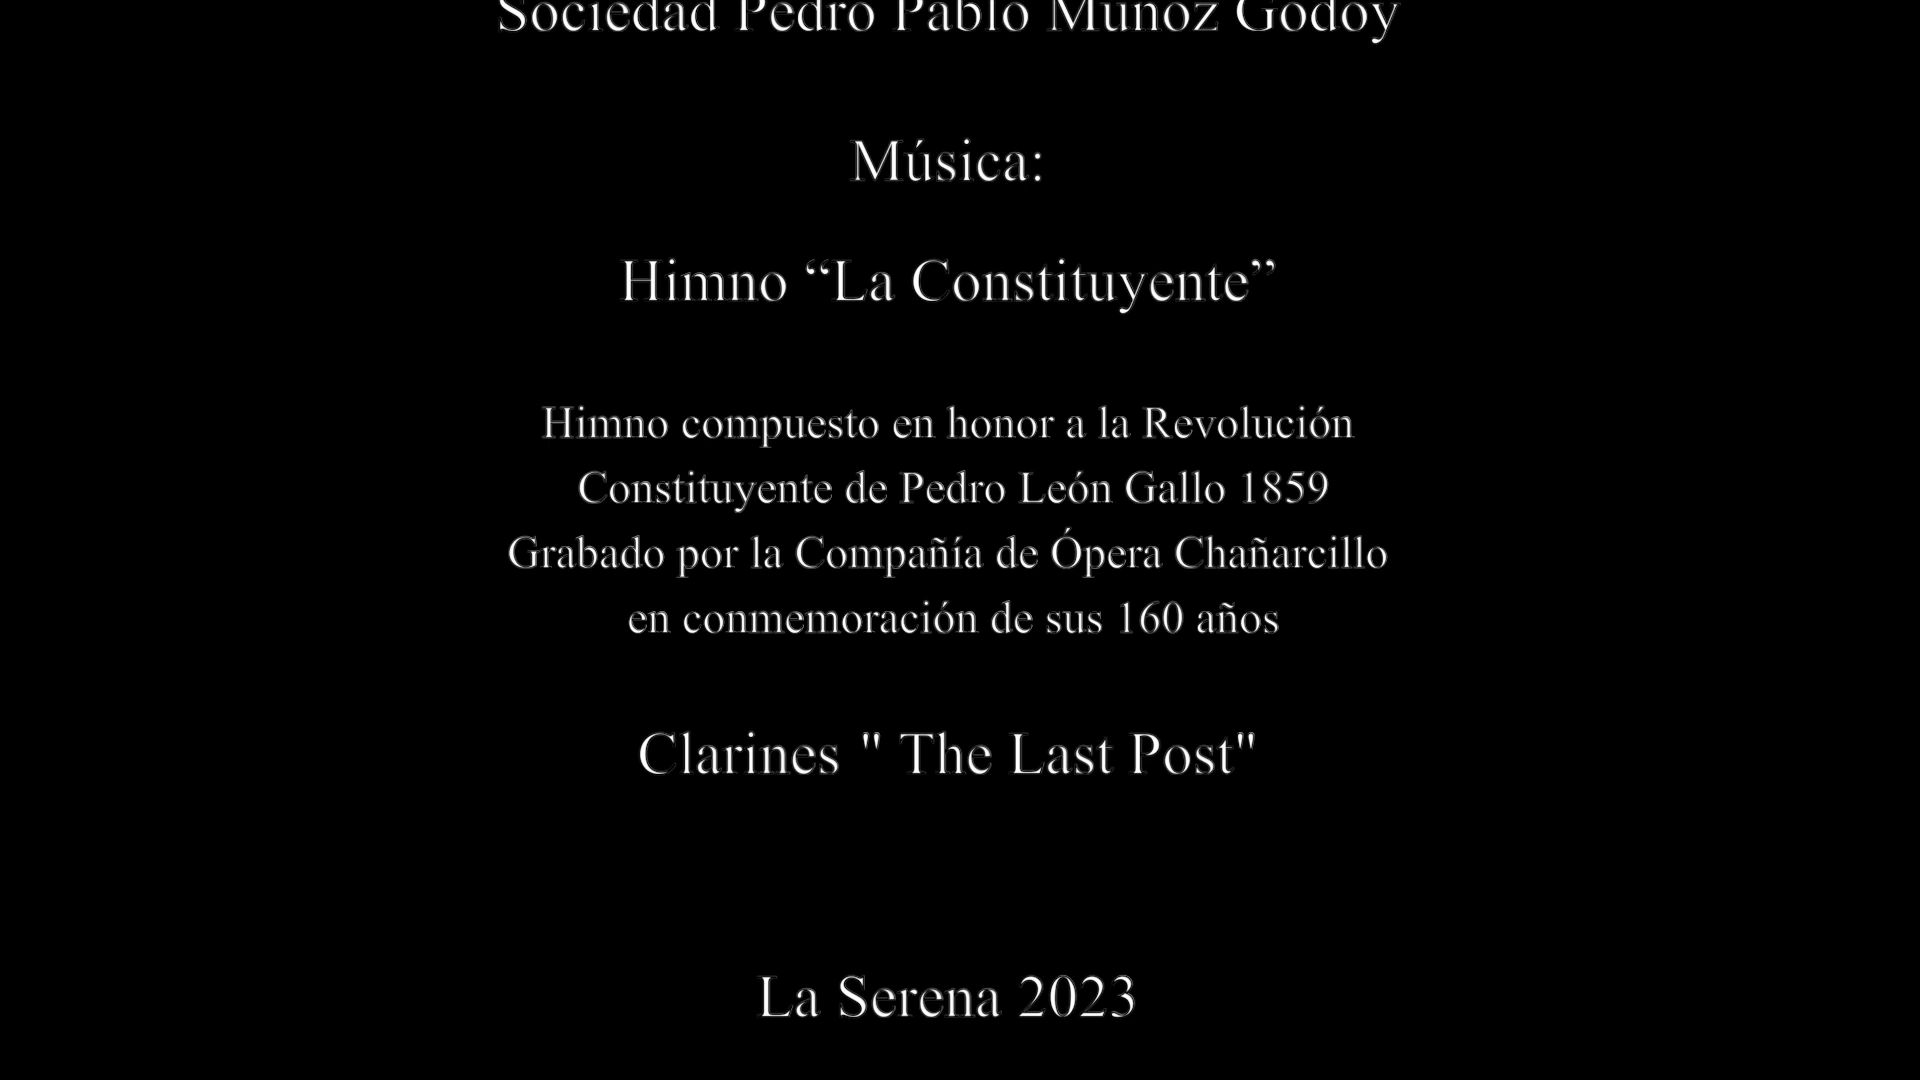 Sociedad Pedro Pablo Muñoz Godoy
Música:
Himno “La Constituyente”
Himno compuesto en honor a la Revolución
Constituyente de Pedro León Gallo 1859
Grabado por la Compañía de Ópera Chañarcillo
en conmemoración de sus 160 años
Clarines " The Last Post"
La Serena 2023